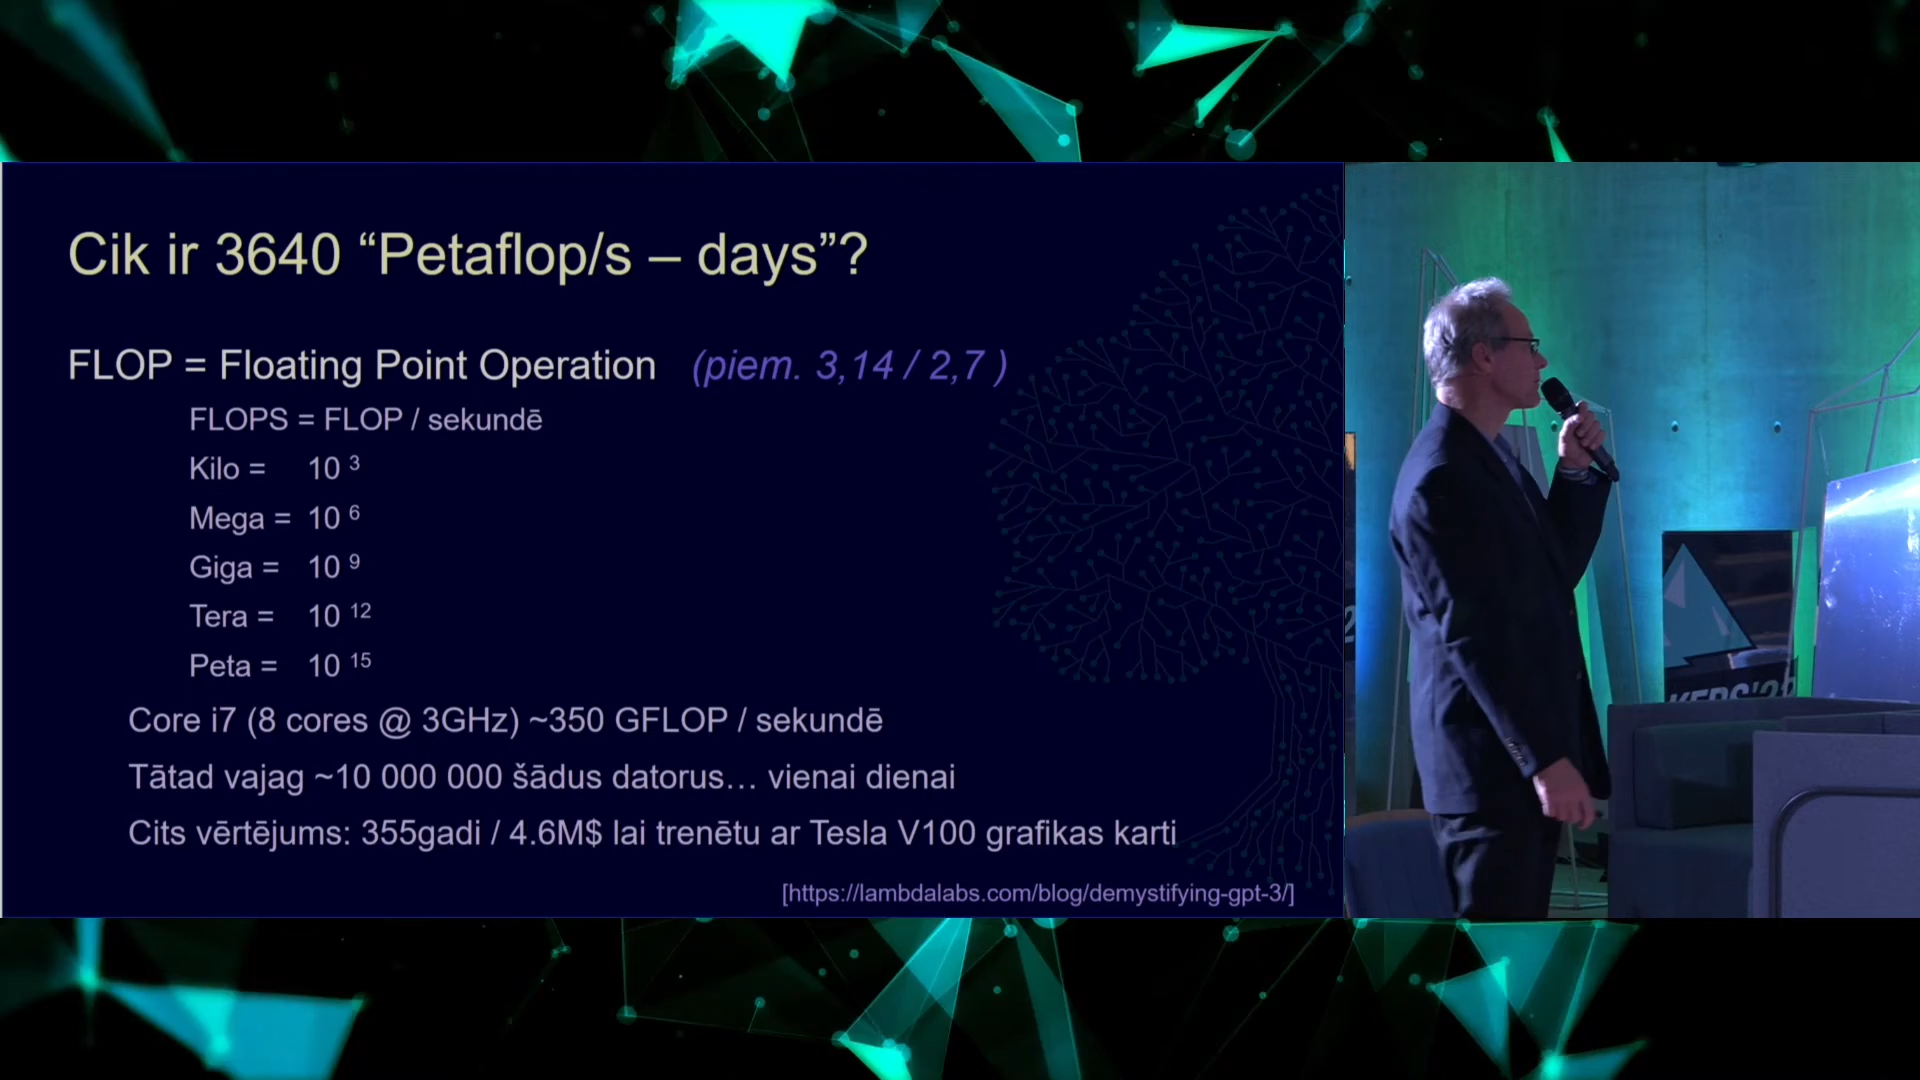 Cik ir 3640 “Petaflop/s – days”?
FLOP = Floating Point Operation (piem. 3,14 / 2,7 )
FLOPS = FLOP / sekundē
Kilo = 10 3
Mega = 10 6
Giga = 10 9
Tera = 10 12
Peta = 10 15
Core i7 (8 cores @ 3GHz) ~350 GFLOP / sekundē
Tātad vajag ~10 000 000 šādus datorus… vienai dienai
Cits vērtējums: 355gadi / 4.6M$ lai trenētu ar Tesla V100 grafikas karti
[https://lambdalabs.com/blog/demystifying-gpt-3/]